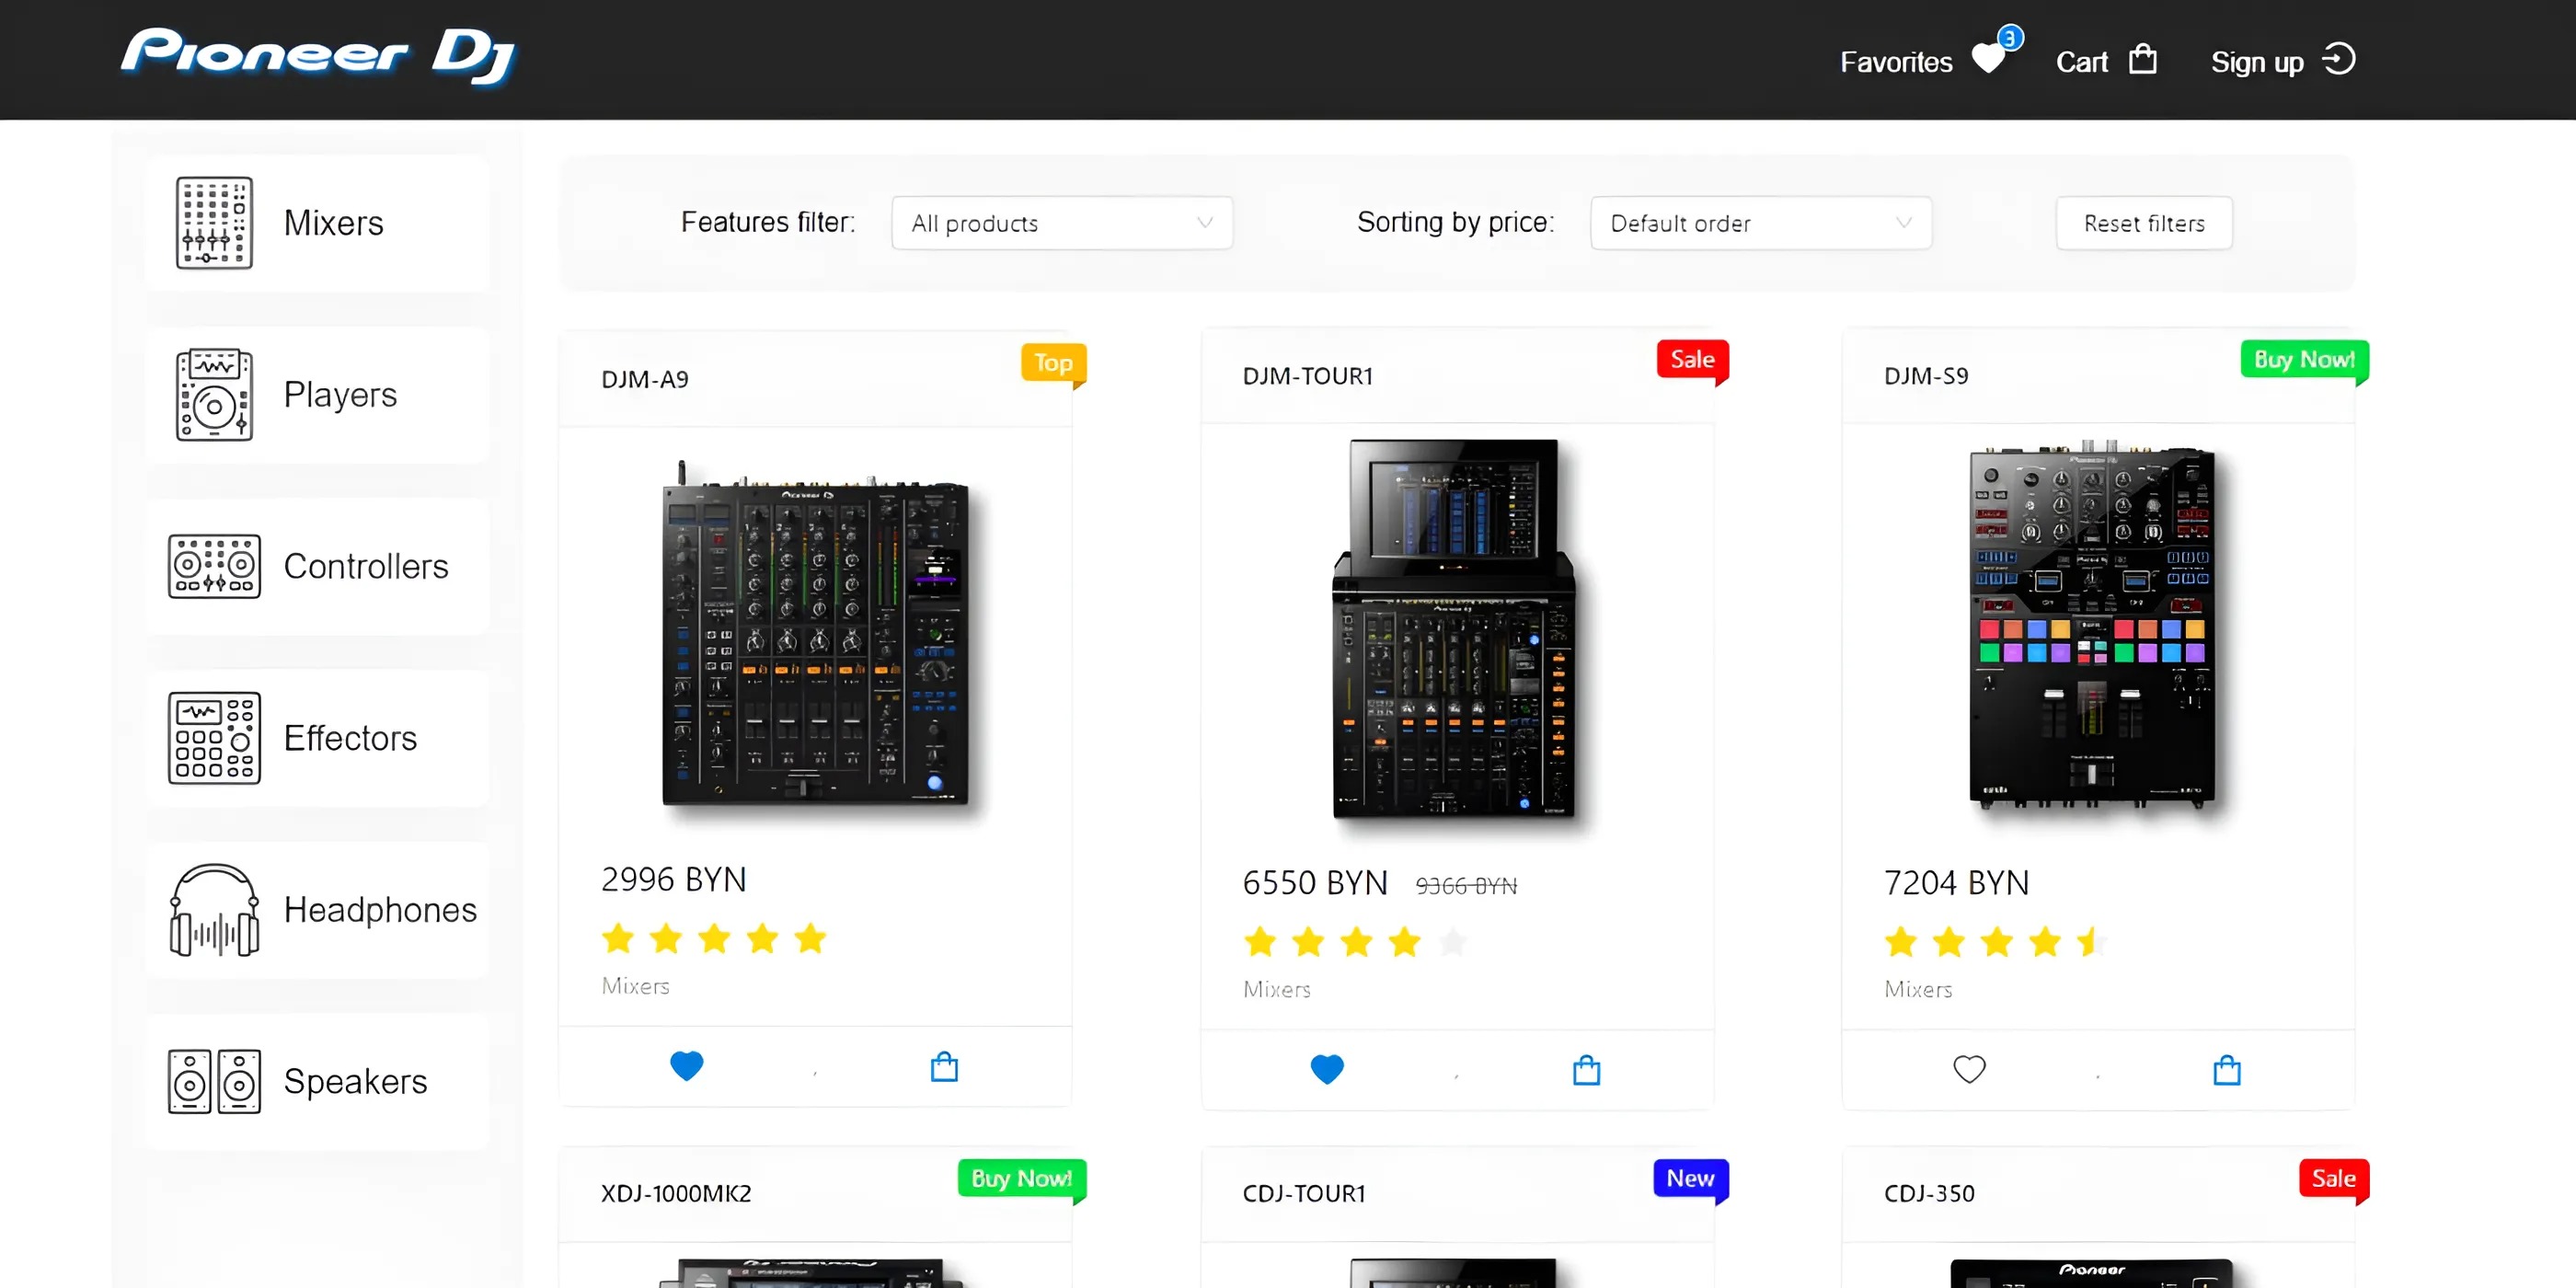 Pioneer Dj
Favorites 3 Cart Sign up
Mixers
Players
Controllers
Effectors
Headphones
Speakers
Features filter: All products Sorting by price: Default order Reset filters
DJM-A9 Top
2996 BYN
Mixers
DJM-TOUR1 Sale
6550 BYN 9366 BYN
Mixers
DJM-S9 Buy Now!
7204 BYN
Mixers
XDJ-1000MK2 Buy Now!
CDJ-TOUR1 New
CDJ-350 Sale
Pioneer